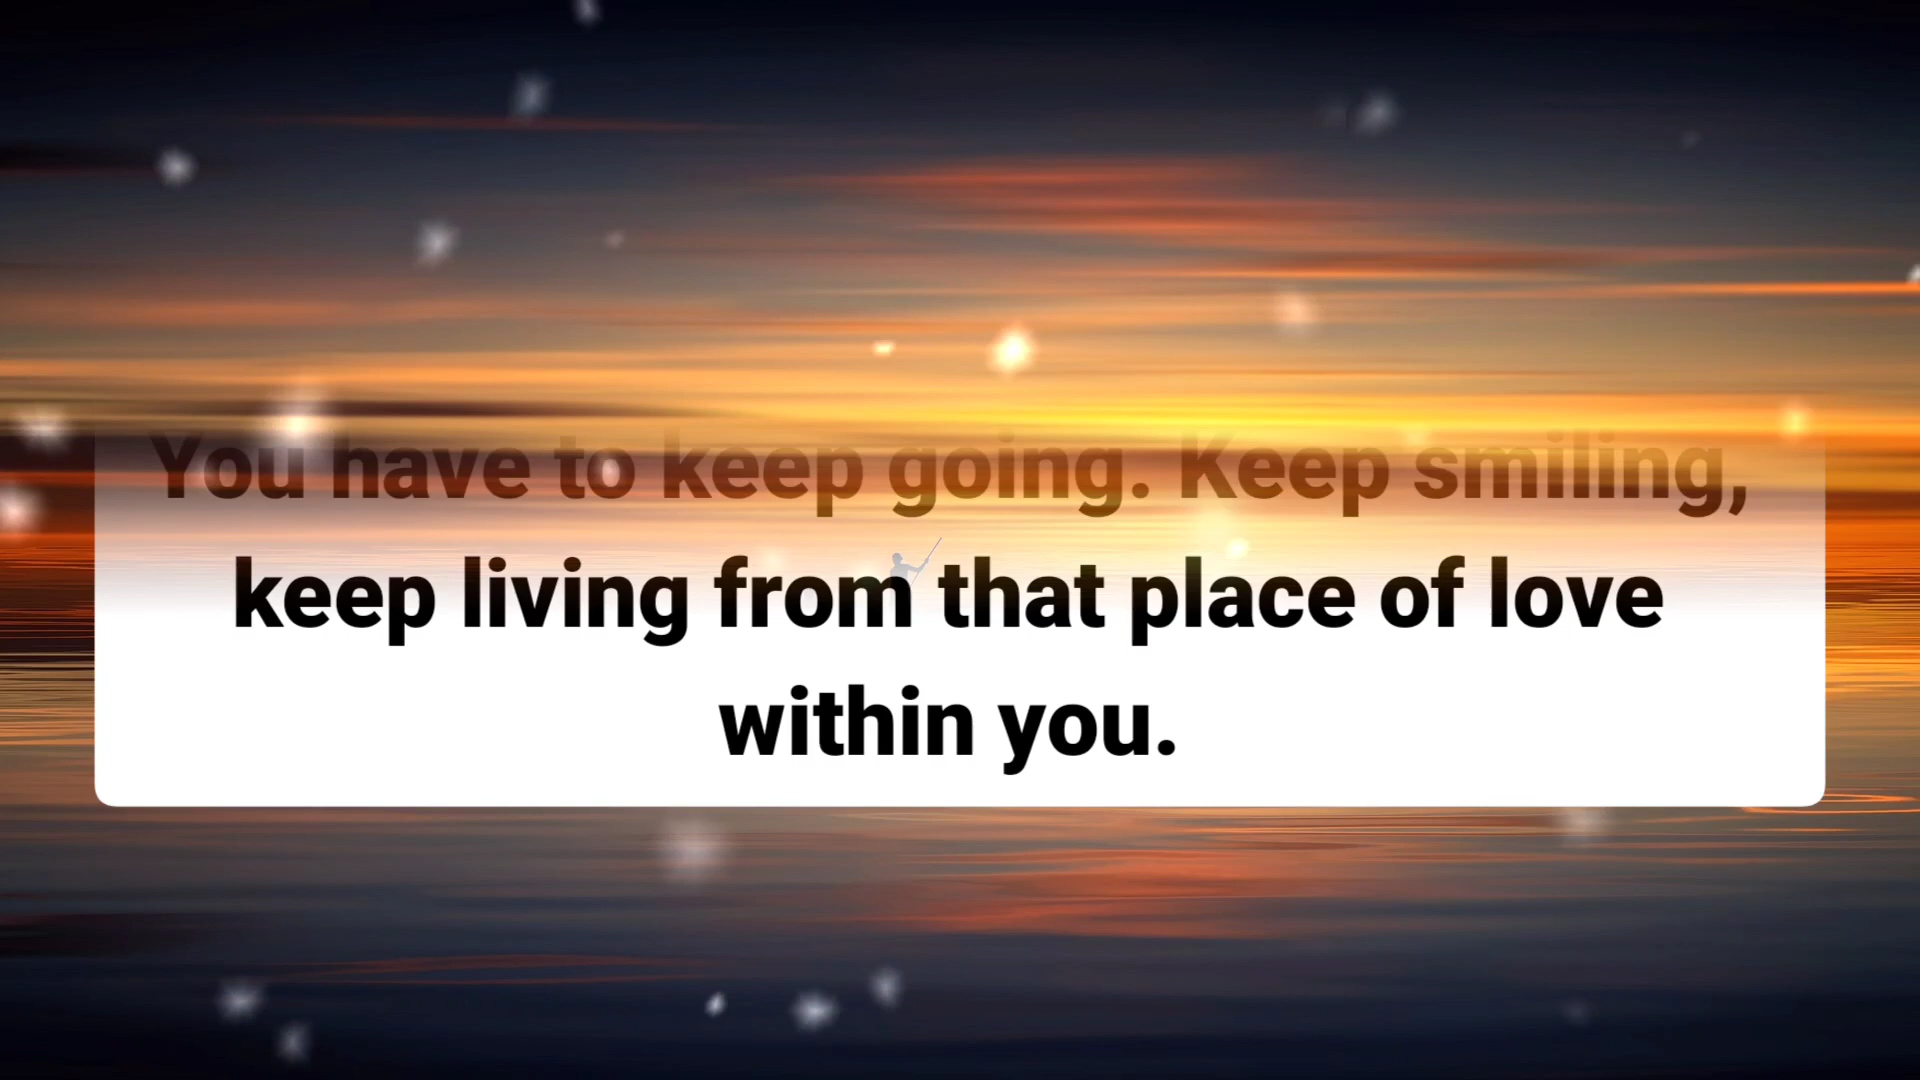 You have to keep going. Keep smiling,
keep living from that place of love
within you.